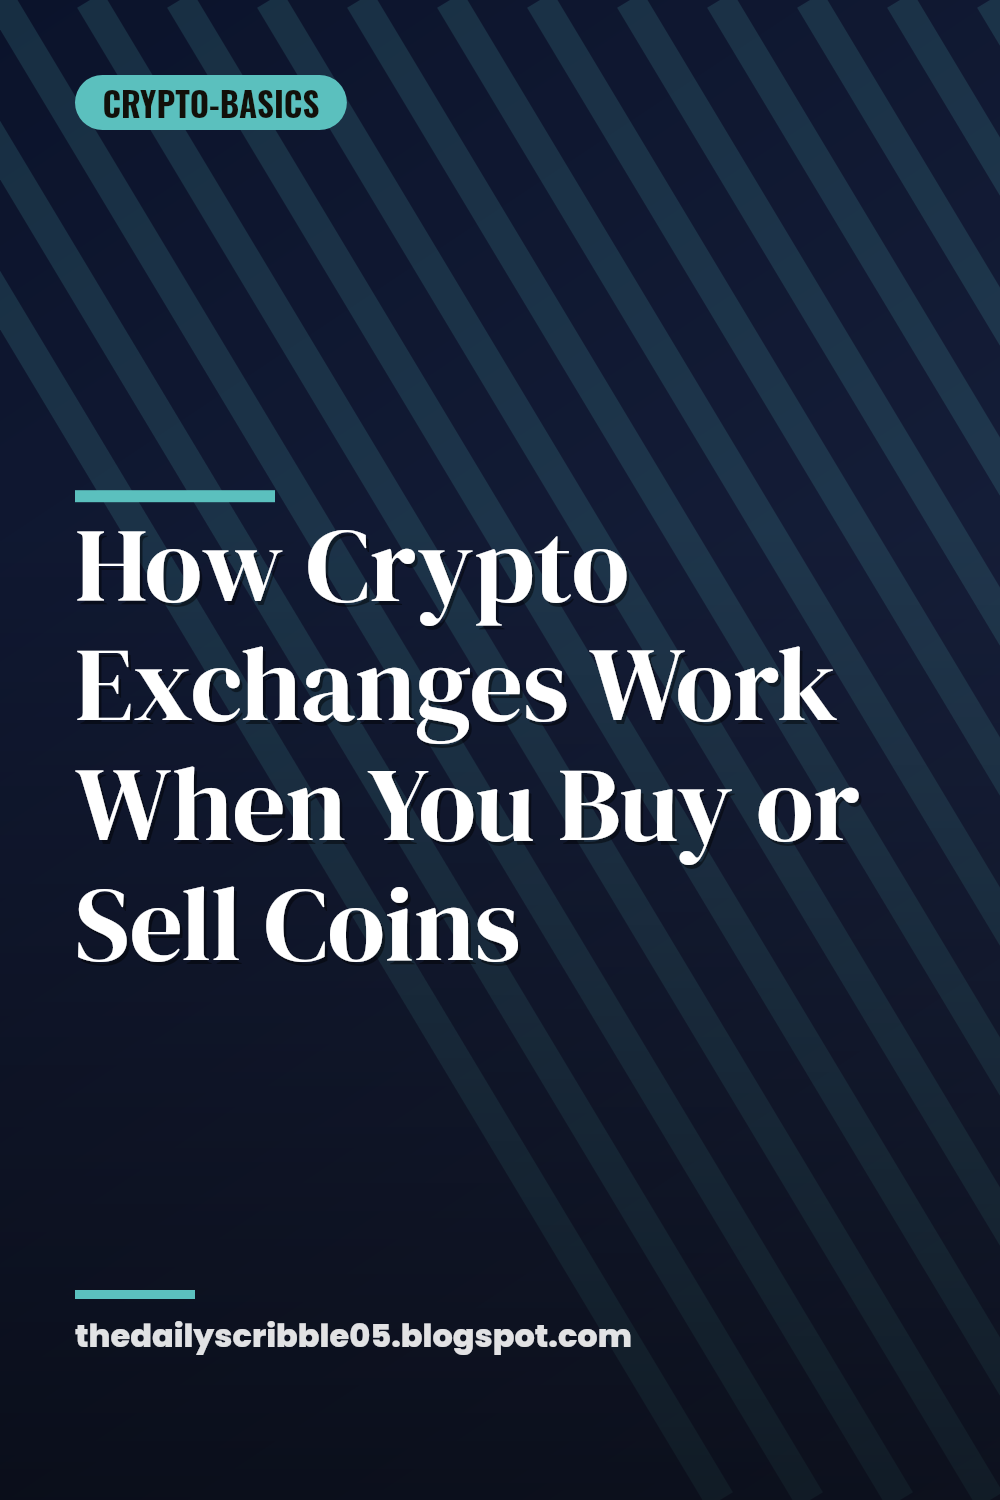 CRYPTO-BASICS
How Crypto
Exchanges Work
When You Buy or
Sell Coins
thedailyscribble05.blogspot.com